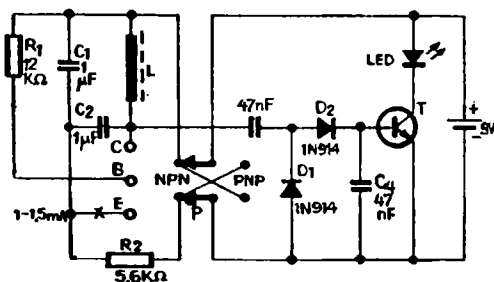 R1
12
KΩ
C1
1
µF
L
LED
+
9V
C2
1µF
47nF
D2
1N914
T
C
B
E
NPN
PNP
P
D1
1N914
C4
47
nF
1-1,5mA
R2
5.6KΩ